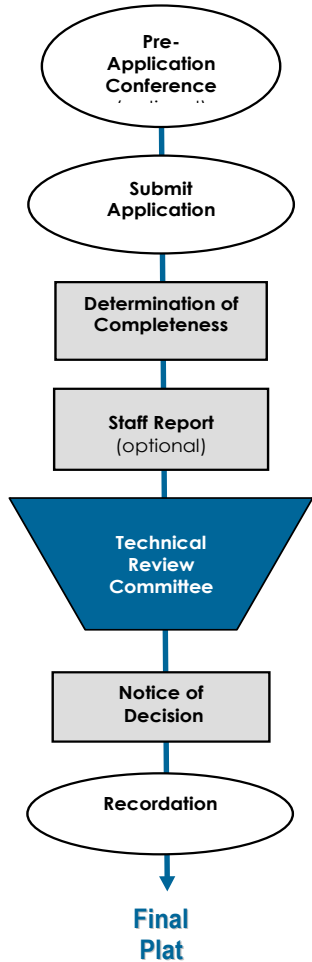 Pre-
Application
Conference
Submit
Application
Determination of
Completeness
Staff Report
(optional)
Technical
Review
Committee
Notice of
Decision
Recordation
Final
Plat